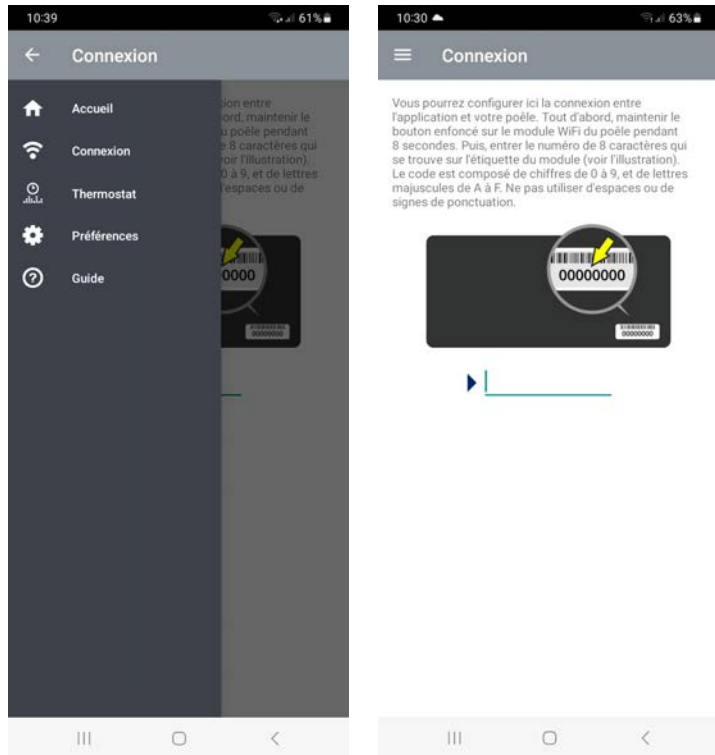 10:39
61%
Connexion
Accueil
Connexion
Thermostat
Préférences
Guide
ion entre
ord, maintenir le
u poêle pendant
e 8 caractères qui
voir l'illustration).
0 à 9, et de lettres
l'espaces ou de
0000
00000000
10:30
63%
Connexion
Vous pourrez configurer ici la connexion entre
l'application et votre poêle. Tout d'abord, maintenir le
bouton enfoncé sur le module WiFi du poêle pendant
8 secondes. Puis, entrer le numéro de 8 caractères qui
se trouve sur l'étiquette du module (voir l'illustration).
Le code est composé de chiffres de 0 à 9, et de lettres
majuscules de A à F. Ne pas utiliser d'espaces ou de
signes de ponctuation.
00000000
00000000